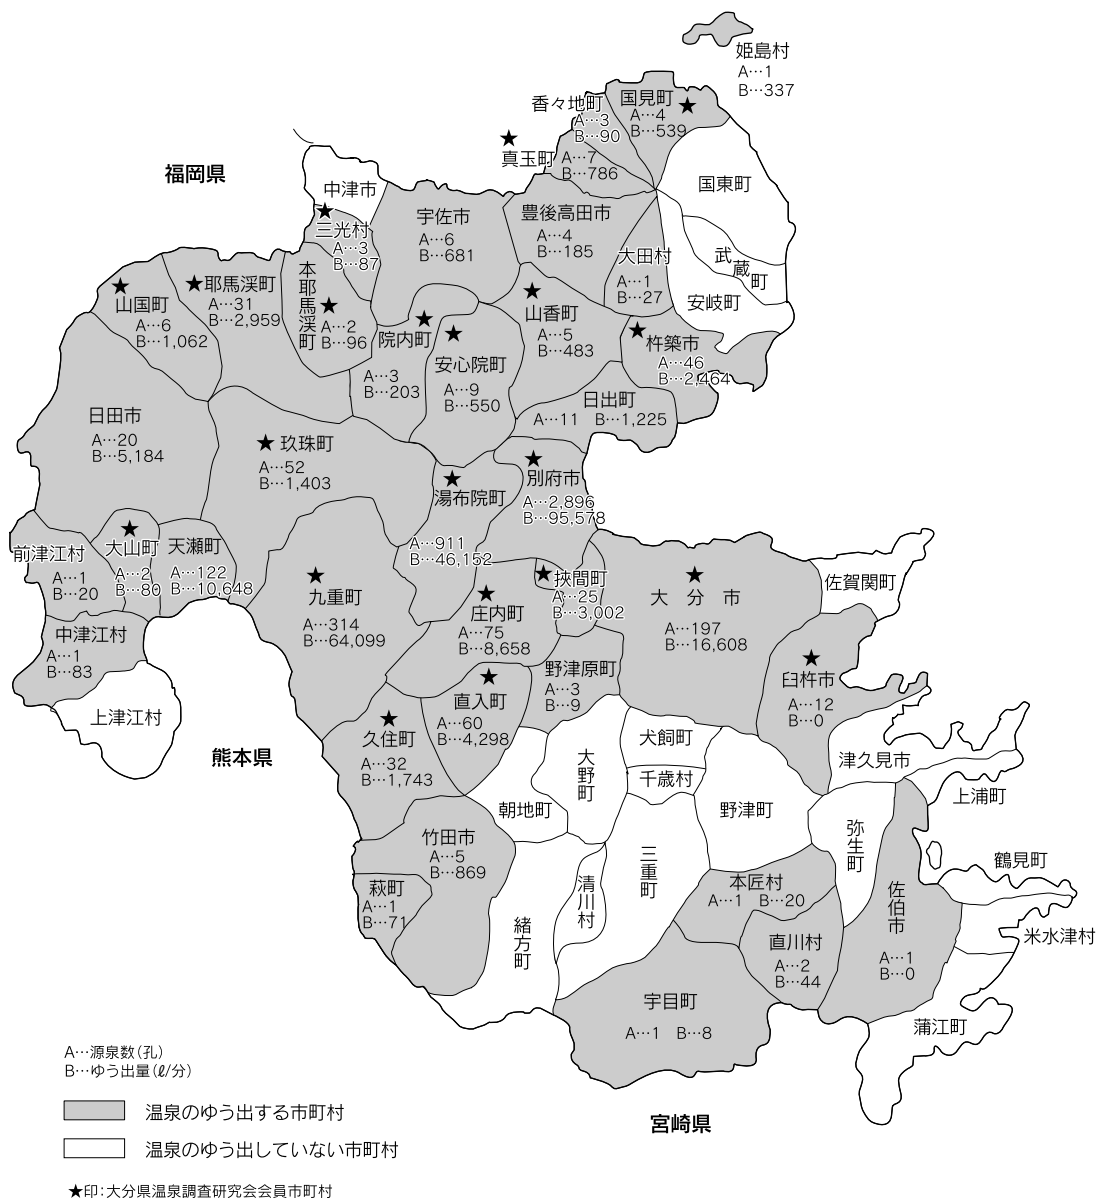 姫島村
A…1
B…337
香々地町
A…3
B…90
国見町
★
A…4
B…539
★
真玉町
A…7
B…786
福岡県
中津市
国東町
★
三光村
A…3
B…87
宇佐市
A…6
B…681
豊後高田市
A…4
B…185
大田村
A…1
B…27
武蔵町
安岐町
★
山国町
A…6
B…1,062
★耶馬渓町
A…31
B…2,959
本耶馬渓町
★
A…2
B…96
★
院内町
A…3
B…203
★
安心院町
A…9
B…550
★
山香町
A…5
B…483
★
杵築市
A…46
B…2,464
日出町
A…11 B…1,225
日田市
A…20
B…5,184
★玖珠町
A…52
B…1,403
★
湯布院町
A…911
B…46,152
★
別府市
A…2,896
B…95,578
前津江村
A…1
B…20
★
大山町
A…2
B…80
天瀬町
A…122
B…10,648
★
九重町
A…314
B…64,099
★
庄内町
A…75
B…8,658
★
挾間町
A…25
B…3,002
★
大 分 市
A…197
B…16,608
佐賀関町
中津江村
A…1
B…83
上津江村
★
直入町
A…60
B…4,298
野津原町
A…3
B…9
★
臼杵市
A…12
B…0
熊本県
★
久住町
A…32
B…1,743
犬飼町
千歳村
大野町
朝地町
野津町
津久見市
上浦町
竹田市
A…5
B…869
荻町
A…1
B…71
緒方町
清川村
三重町
弥生町
本匠村
A…1 B…20
直川村
A…2
B…44
佐伯市
A…1
B…0
鶴見町
米水津村
蒲江町
宇目町
A…1 B…8
宮崎県
A…源泉数（孔）
B…ゆう出量（ℓ/分）
温泉のゆう出する市町村
温泉のゆう出していない市町村
★印：大分県温泉調査研究会会員市町村